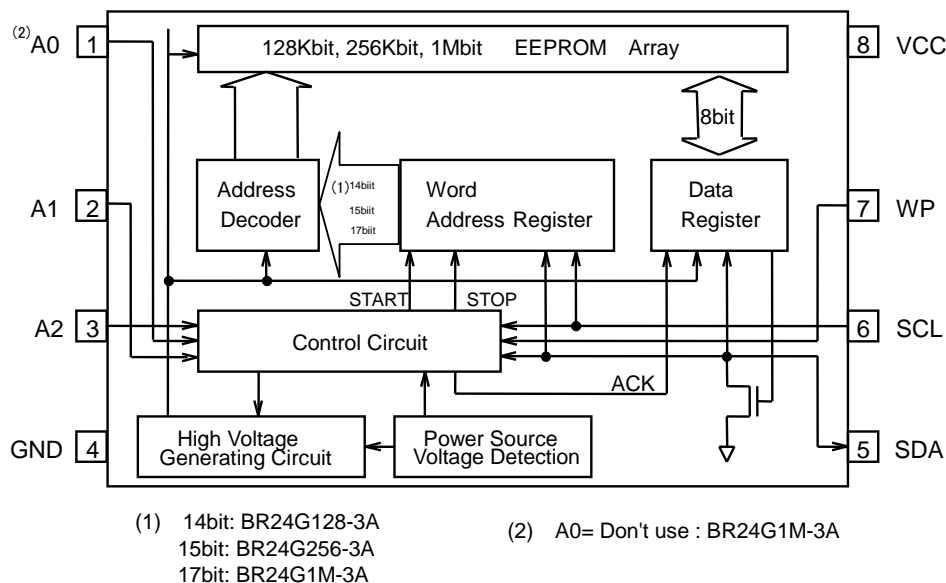 (2)A0 1
128Kbit, 256Kbit, 1Mbit EEPROM Array
8 VCC
8bit
A1 2
Address
Decoder
(1)14biit
15biit
17biit
Word
Address Register
Data
Register
7 WP
START STOP
A2 3
Control Circuit
6 SCL
ACK
GND 4
High Voltage
Generating Circuit
Power Source
Voltage Detection
5 SDA
(1) 14bit: BR24G128-3A
15bit: BR24G256-3A
17bit: BR24G1M-3A
(2) A0= Don't use : BR24G1M-3A